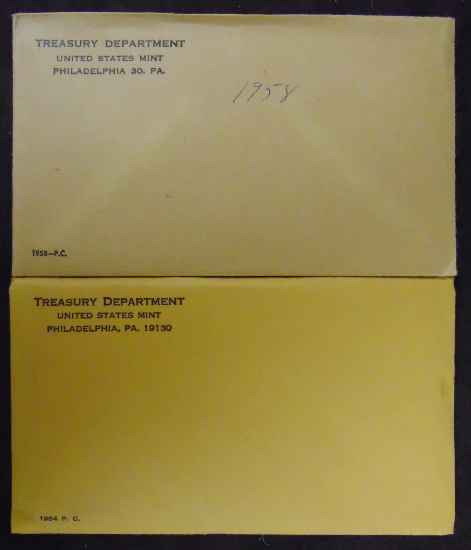 TREASURY DEPARTMENT
UNITED STATES MINT
PHILADELPHIA 30. PA.
1958
1958—P.C.
TREASURY DEPARTMENT
UNITED STATES MINT
PHILADELPHIA, PA. 19130
1964 P. C.